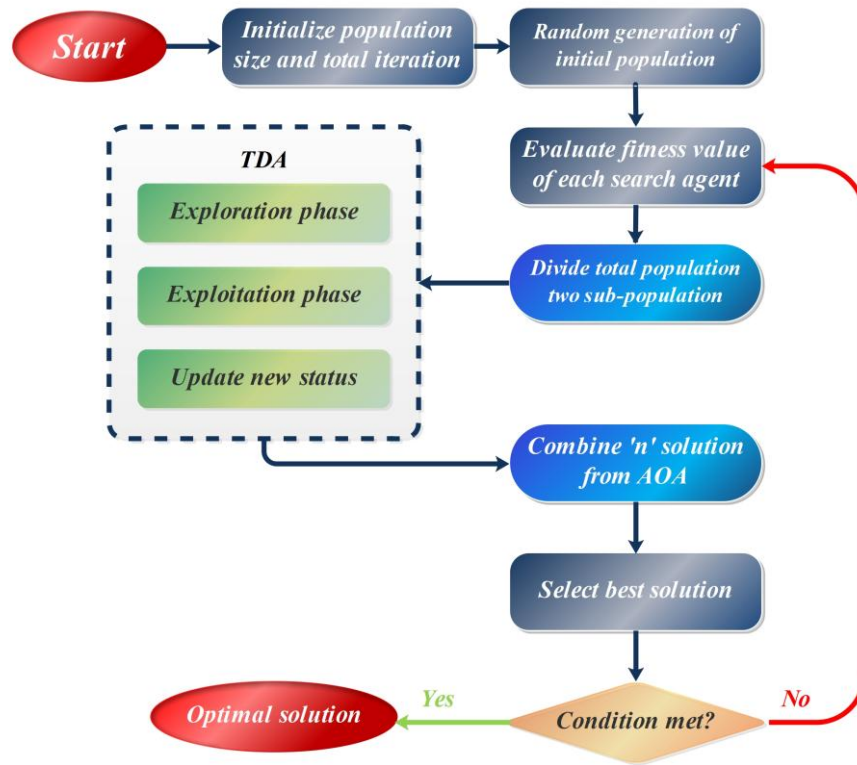 Start
Initialize population
size and total iteration
Random generation of
initial population
Evaluate fitness value
of each search agent
Divide total population
two sub-population
TDA
Exploration phase
Exploitation phase
Update new status
Combine 'n' solution
from AOA
Select best solution
Condition met?
Yes
No
Optimal solution